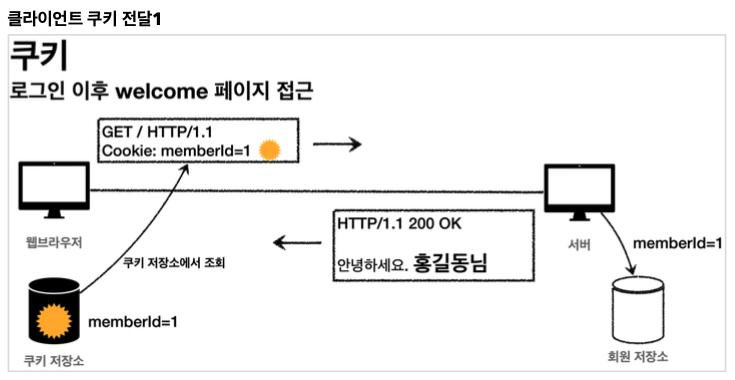 클라이언트 쿠키 전달1
쿠키
로그인 이후 welcome 페이지 접근
GET / HTTP/1.1
Cookie: memberId=1
웹브라우저
HTTP/1.1 200 OK
안녕하세요. 홍길동님
서버
memberId=1
쿠키 저장소에서 조회
memberId=1
쿠키 저장소
회원 저장소